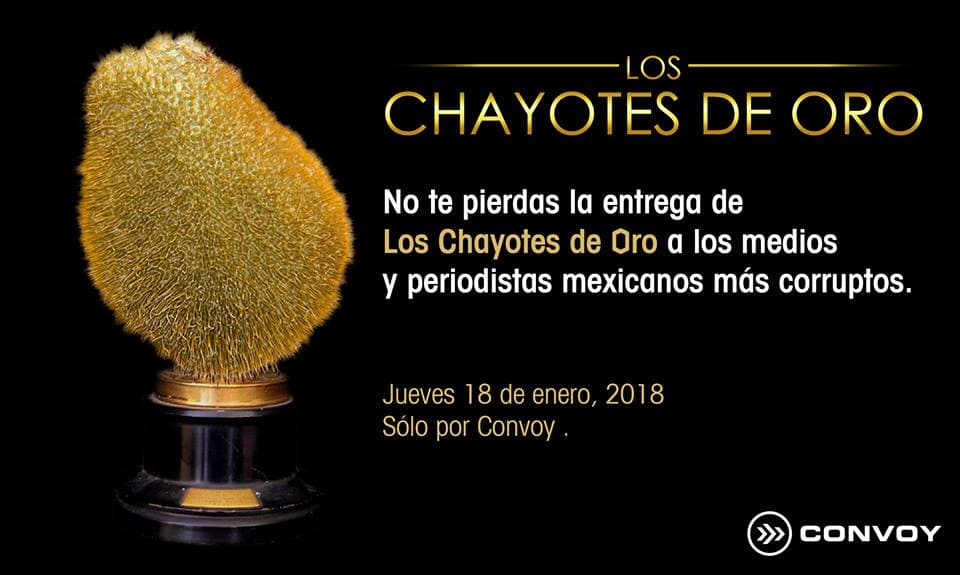 LOS
CHAYOTES DE ORO
No te pierdas la entrega de
Los Chayotes de Oro a los medios
y periodistas mexicanos más corruptos.
Jueves 18 de enero, 2018
Sólo por Convoy .
CONVOY